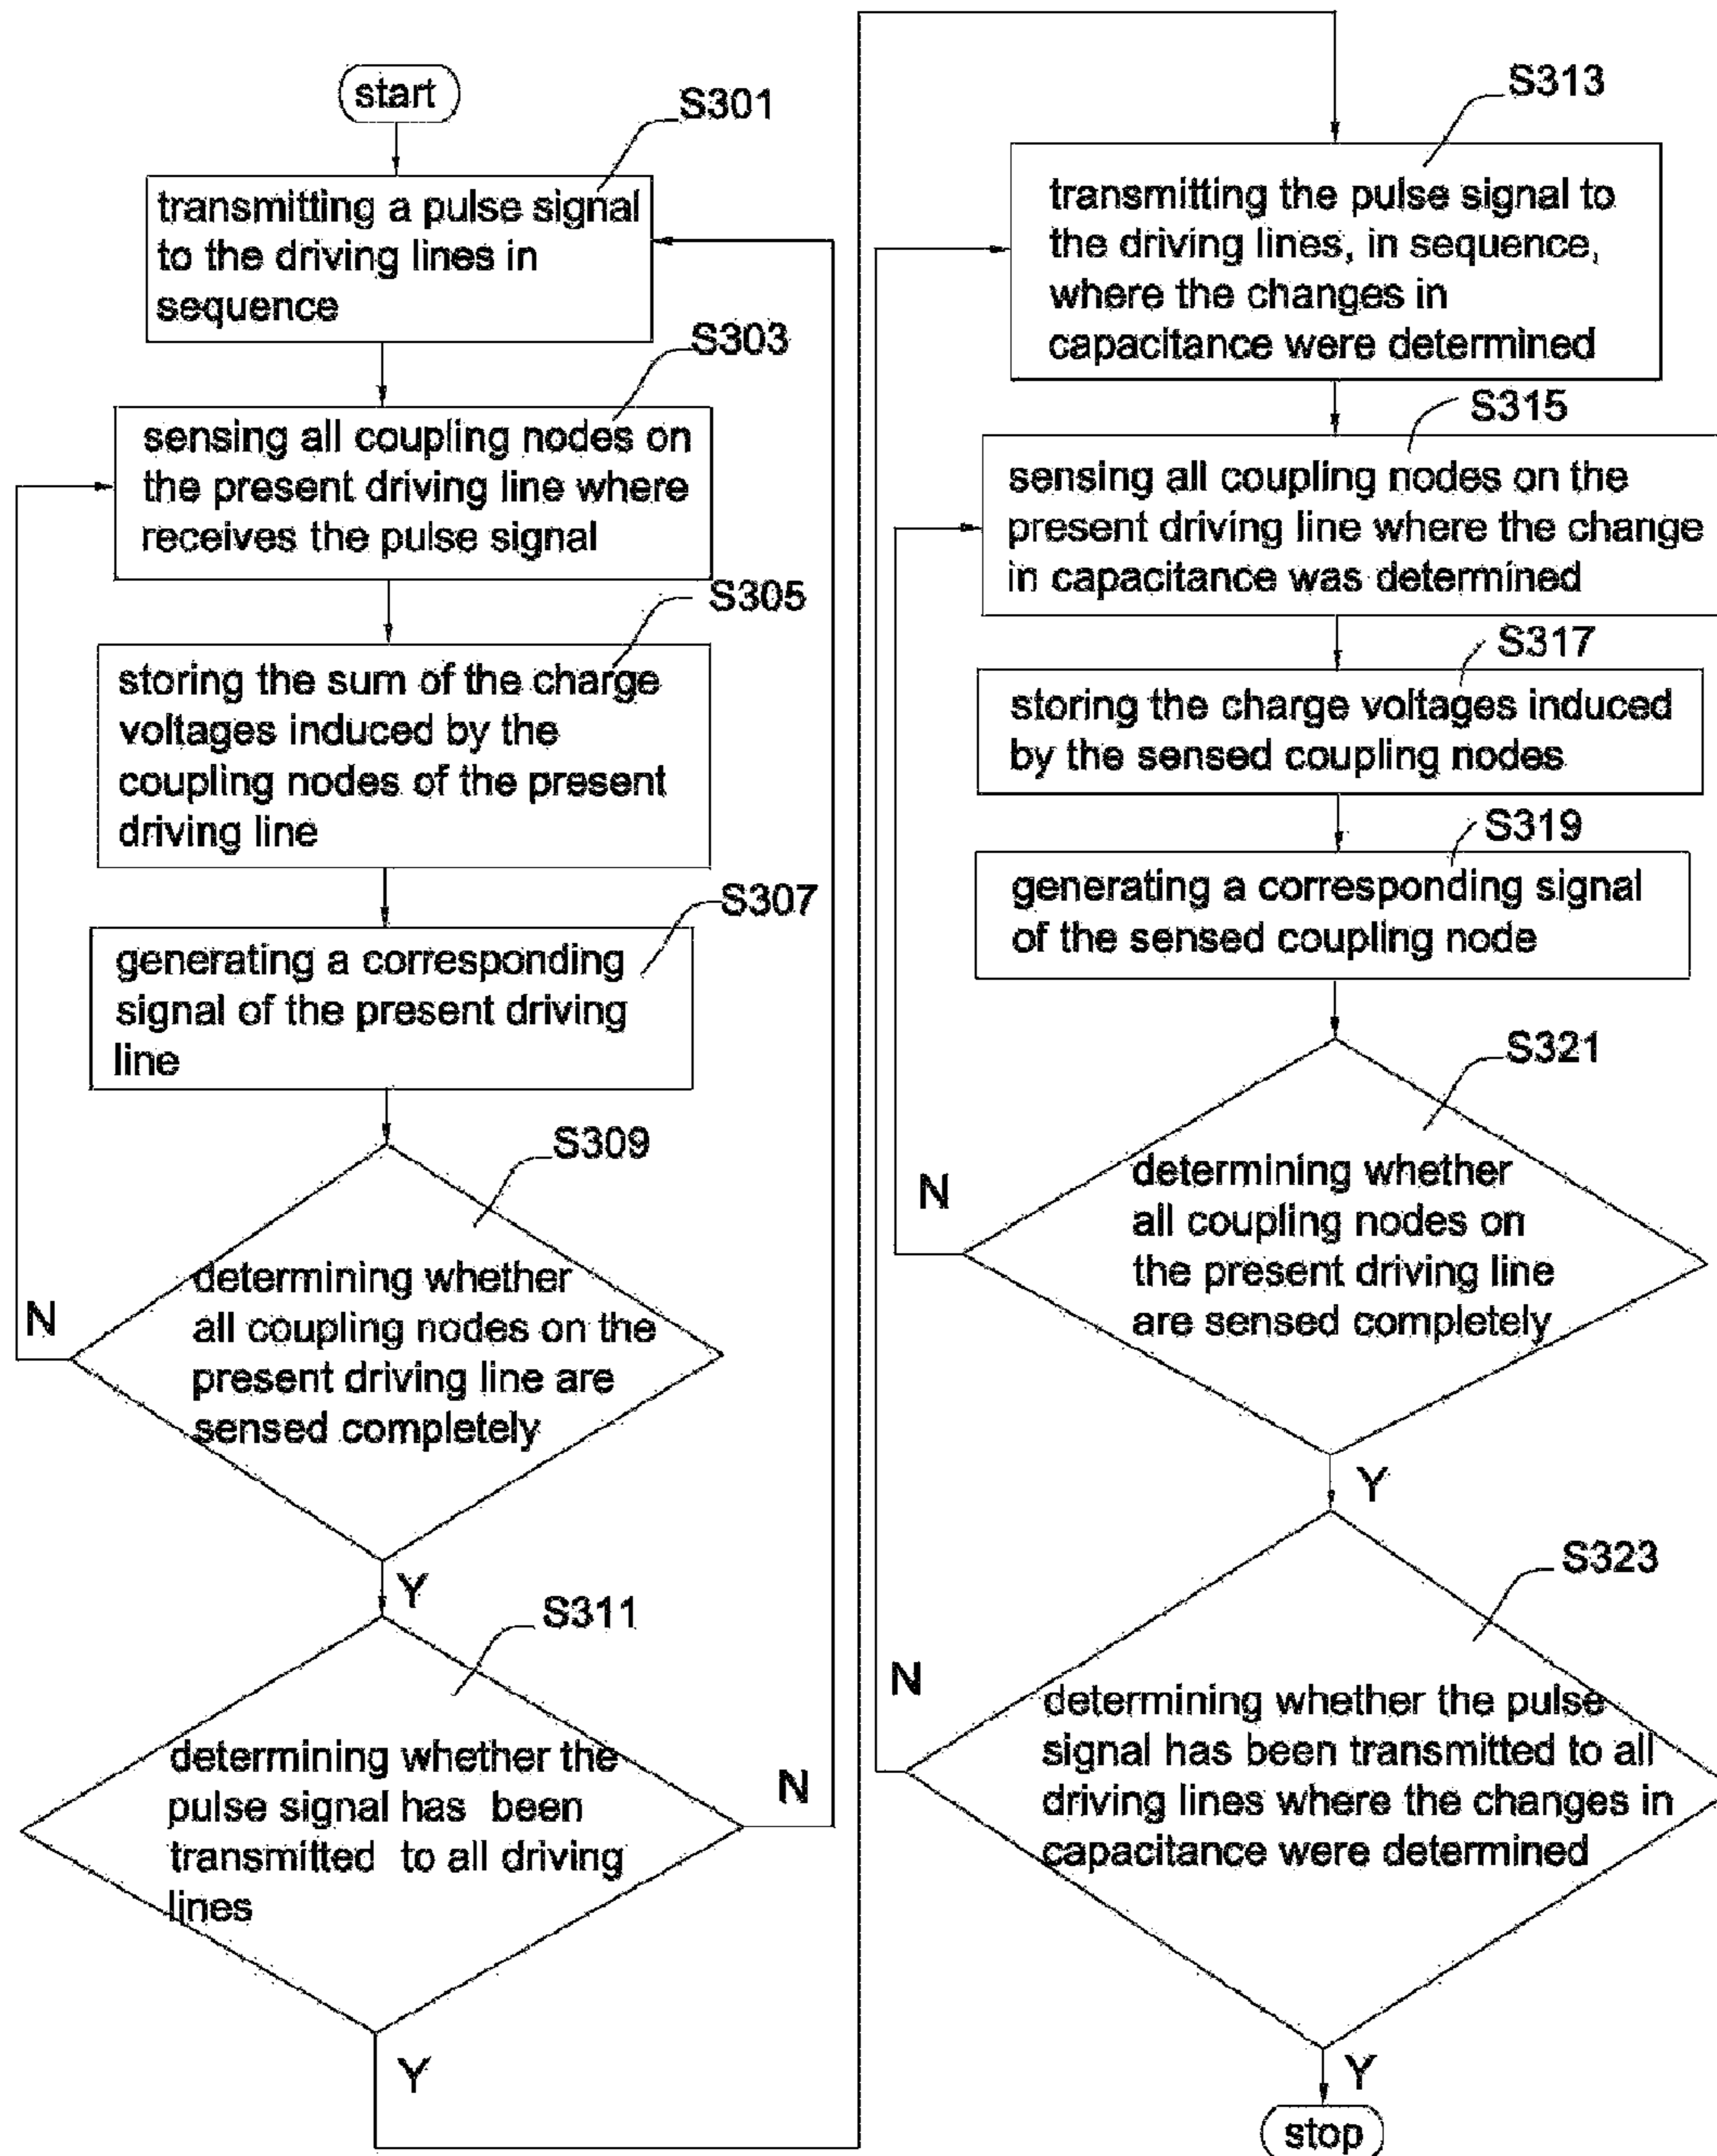 start
S301
transmitting a pulse signal
to the driving lines in
sequence
S303
sensing all coupling nodes on
the present driving line where
receives the pulse signal
S305
storing the sum of the charge
voltages induced by the
coupling nodes of the present
driving line
S307
generating a corresponding
signal of the present driving
line
S309
determining whether
all coupling nodes on the
present driving line are
sensed completely
N
Y
S311
determining whether the
pulse signal has been
transmitted to all driving
lines
N
Y
S313
transmitting the pulse signal to
the driving lines, in sequence,
where the changes in
capacitance were determined
S315
sensing all coupling nodes on the
present driving line where the change
in capacitance was determined
S317
storing the charge voltages induced
by the sensed coupling nodes
S319
generating a corresponding signal
of the sensed coupling node
S321
determining whether
all coupling nodes on
the present driving line
are sensed completely
N
Y
S323
determining whether the pulse
signal has been transmitted to all
driving lines where the changes in
capacitance were determined
N
Y
stop